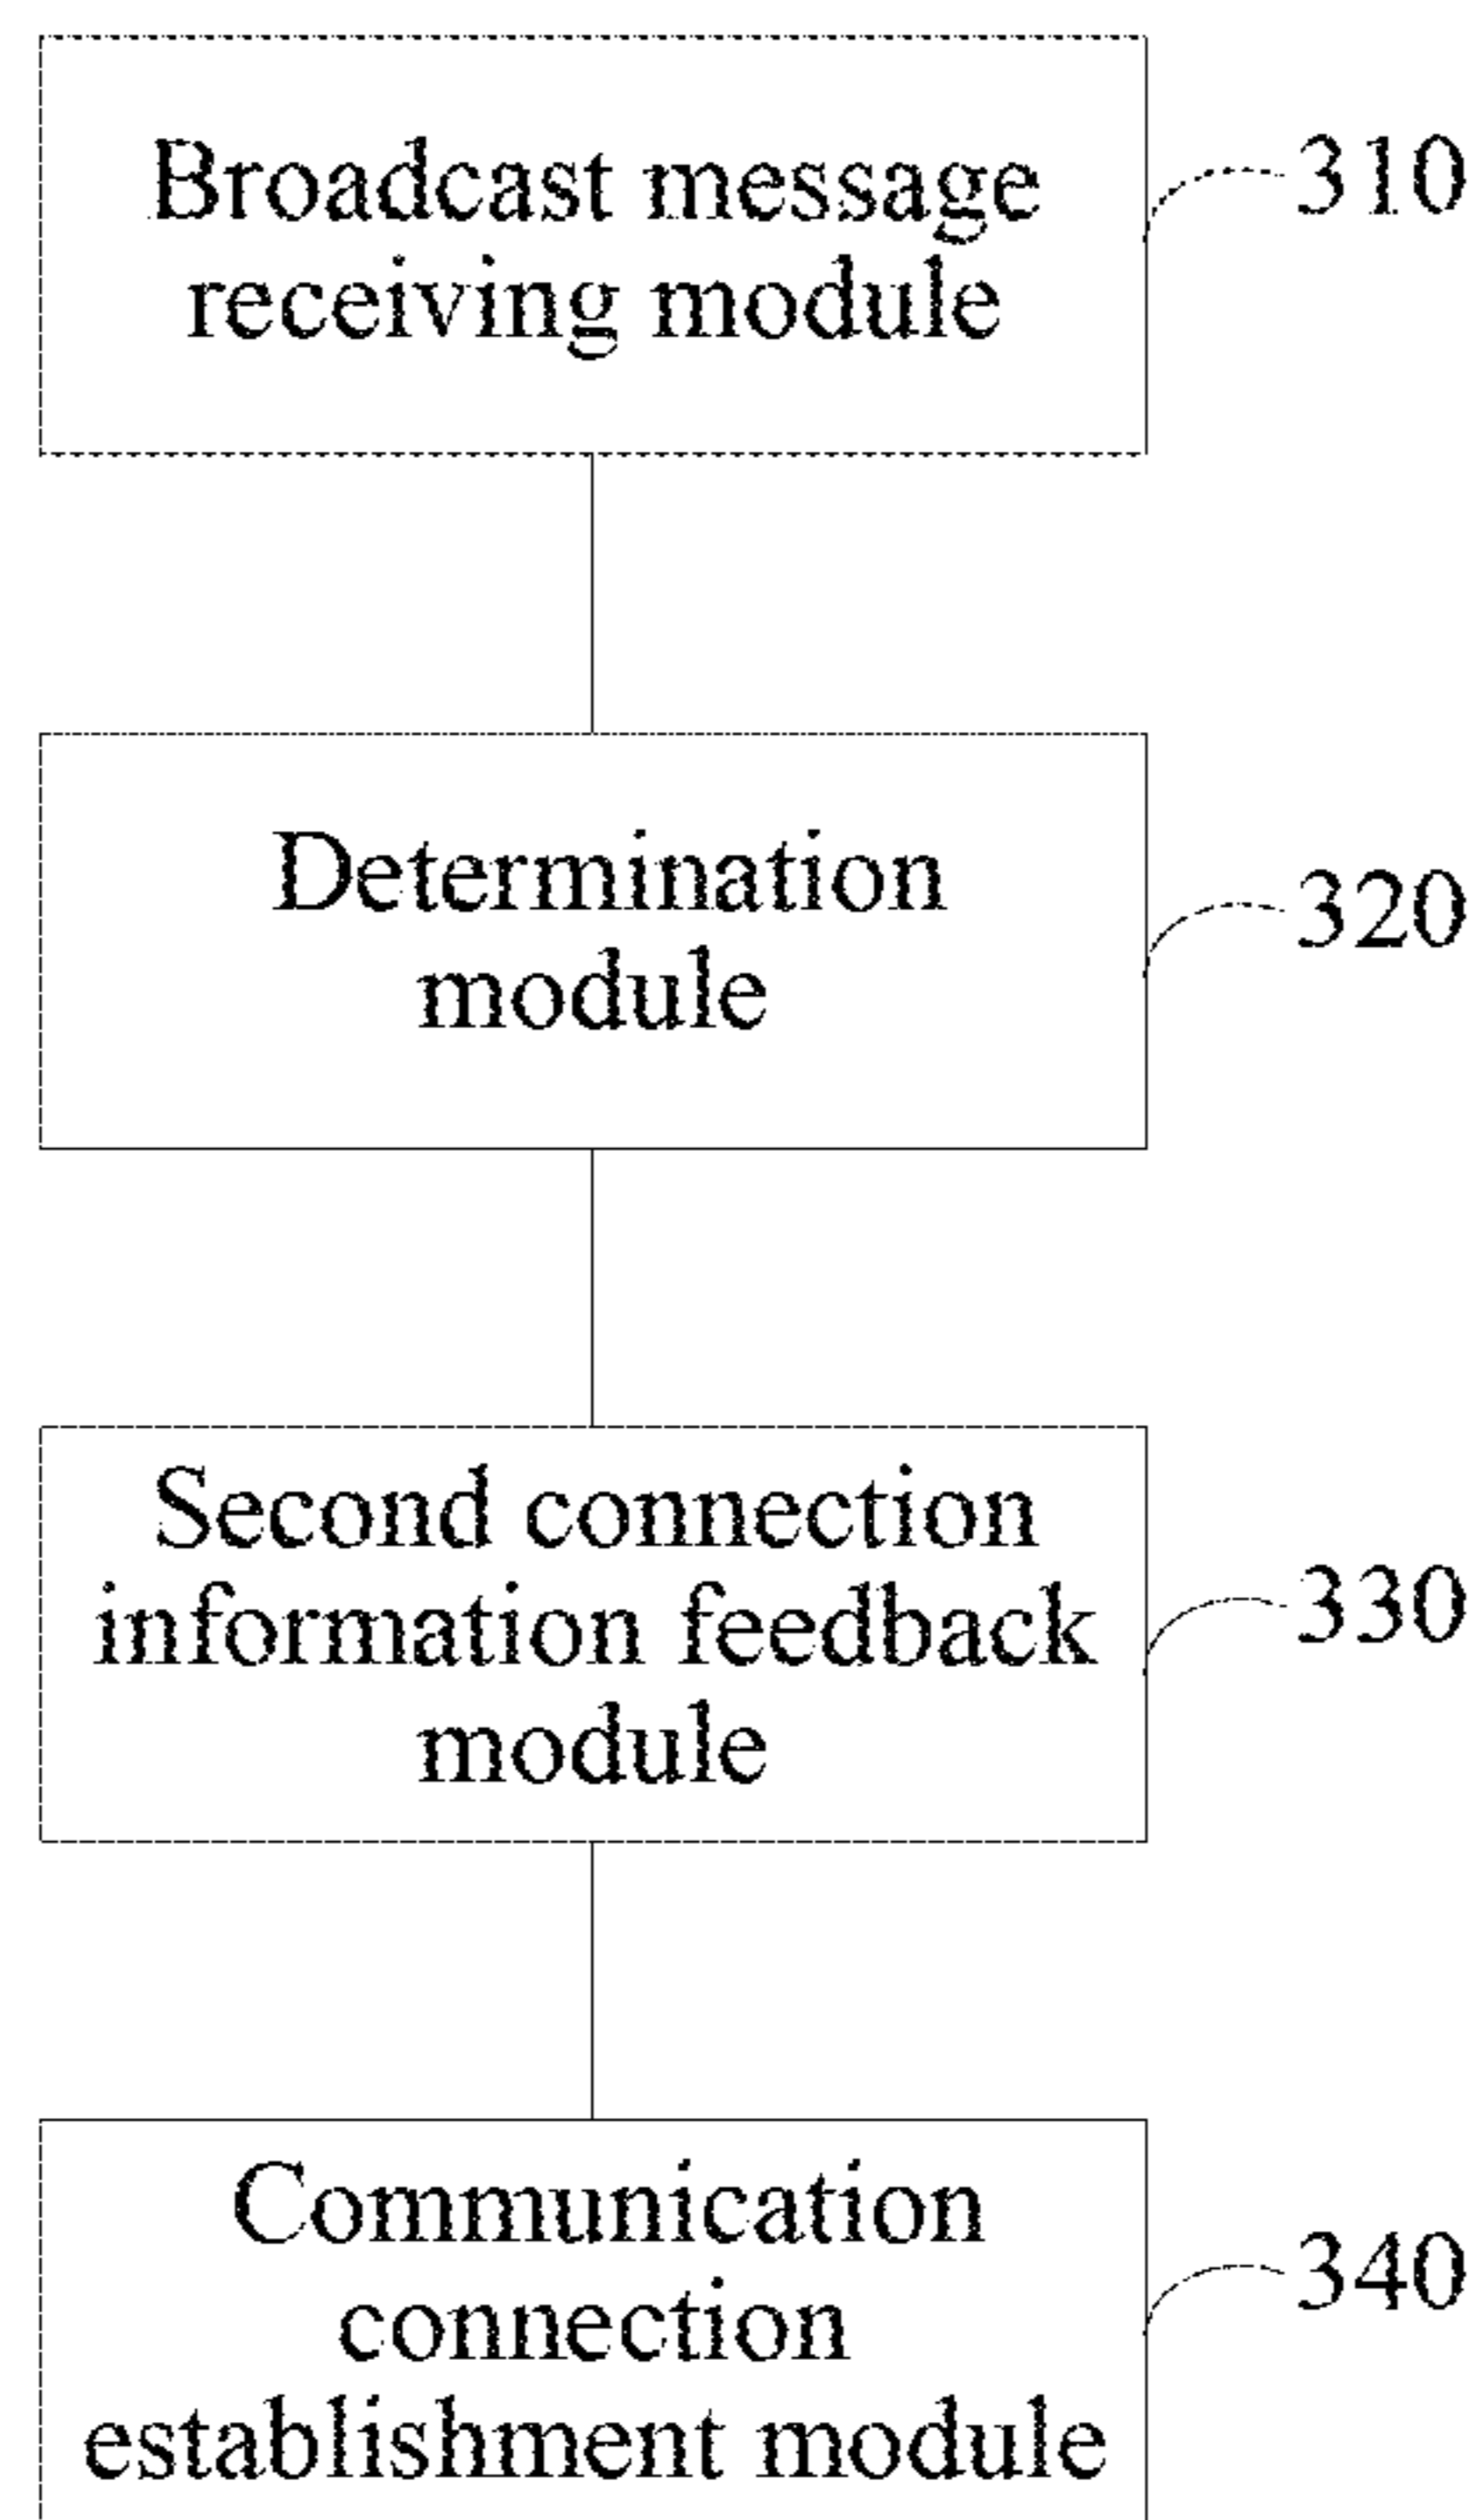 Broadcast message
receiving module
310
Determination
module
320
Second connection
information feedback
module
330
Communication
connection
establishment module
340